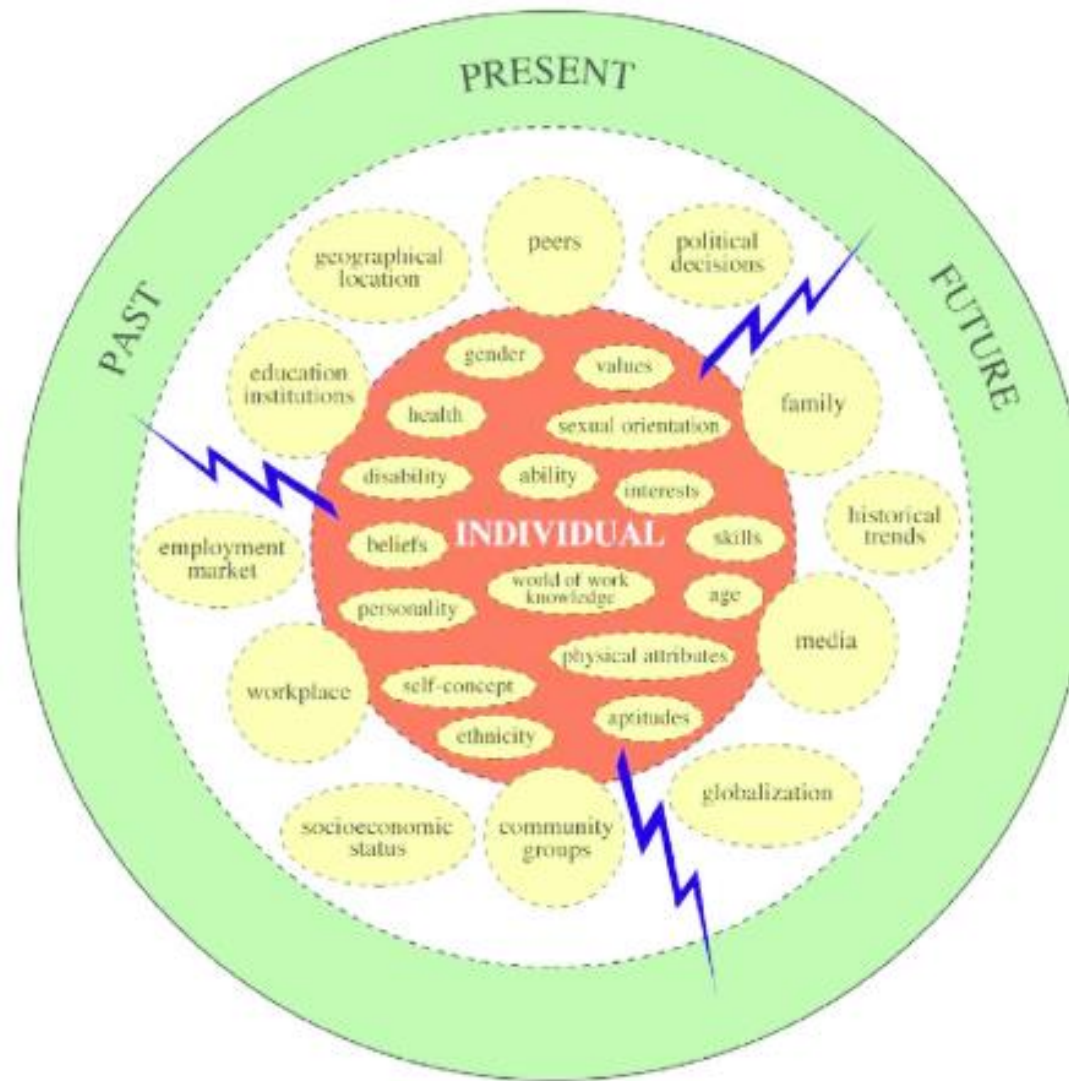 PRESENT
PAST
FUTURE
peers
political
decisions
geographical
location
education
institutions
family
historical
trends
employment
market
media
workplace
globalization
socioeconomic
status
community
groups
gender
values
health
sexual orientation
disability
ability
interests
INDIVIDUAL
beliefs
skills
world of work
knowledge
age
personality
physical attributes
self-concept
aptitudes
ethnicity